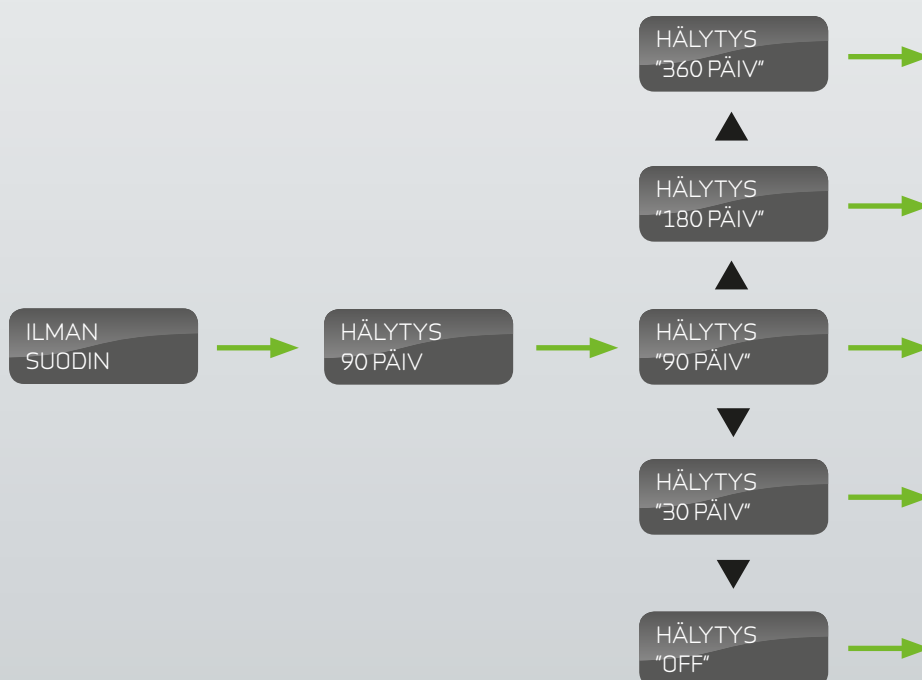 HÄLYTYS
"360 PÄIV"
HÄLYTYS
"180 PÄIV"
ILMAN
SUODIN
HÄLYTYS
90 PÄIV
HÄLYTYS
"90 PÄIV"
HÄLYTYS
"30 PÄIV"
HÄLYTYS
"OFF"